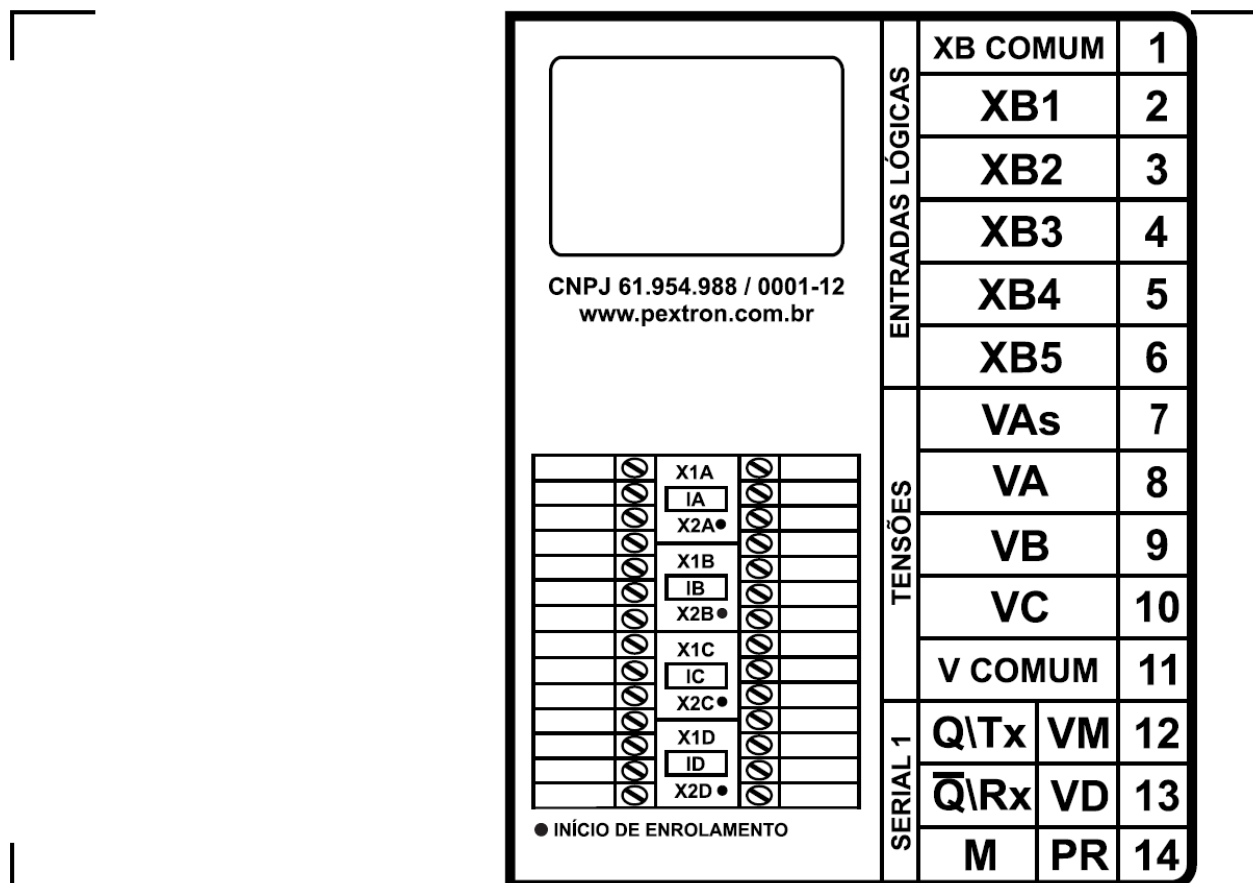 CNPJ 61.954.988 / 0001-12
www.pextron.com.br
X1A
IA
X2A●
X1B
IB
X2B●
X1C
IC
X2C●
X1D
ID
X2D●
● INÍCIO DE ENROLAMENTO
ENTRADAS LÓGICAS
XB COMUM 1
XB1 2
XB2 3
XB3 4
XB4 5
XB5 6
TENSÕES
VAs 7
VA 8
VB 9
VC 10
V COMUM 11
SERIAL 1
Q\Tx VM 12
Q̅\Rx VD 13
M PR 14